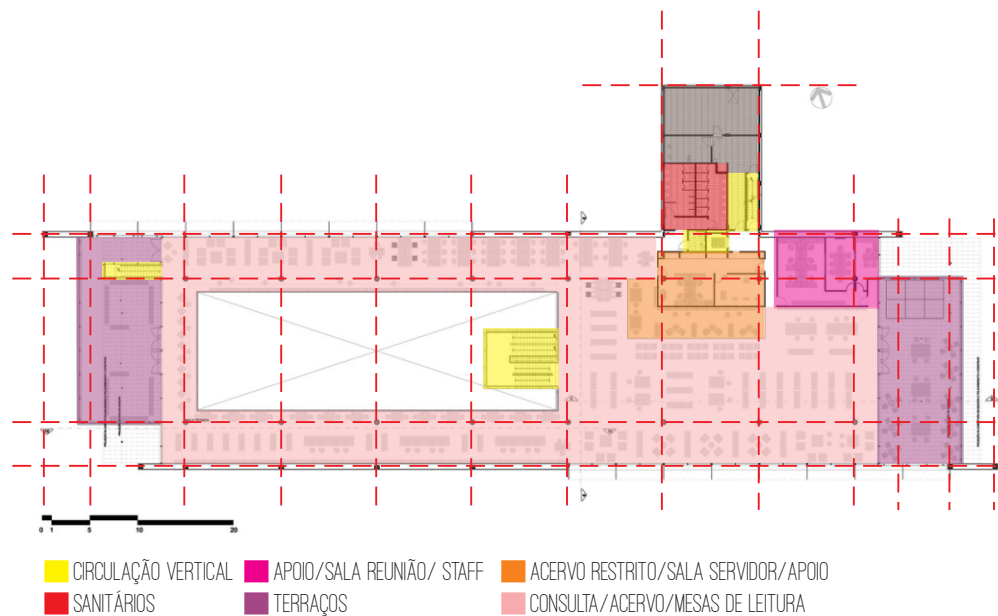 0 1 5 10 20
CIRCULAÇÃO VERTICAL APOIO/SALA REUNIÃO/ STAFF ACERVO RESTRITO/SALA SERVIDOR/APOIO
SANITÁRIOS TERRAÇOS CONSULTA/ACERVO/MESAS DE LEITURA